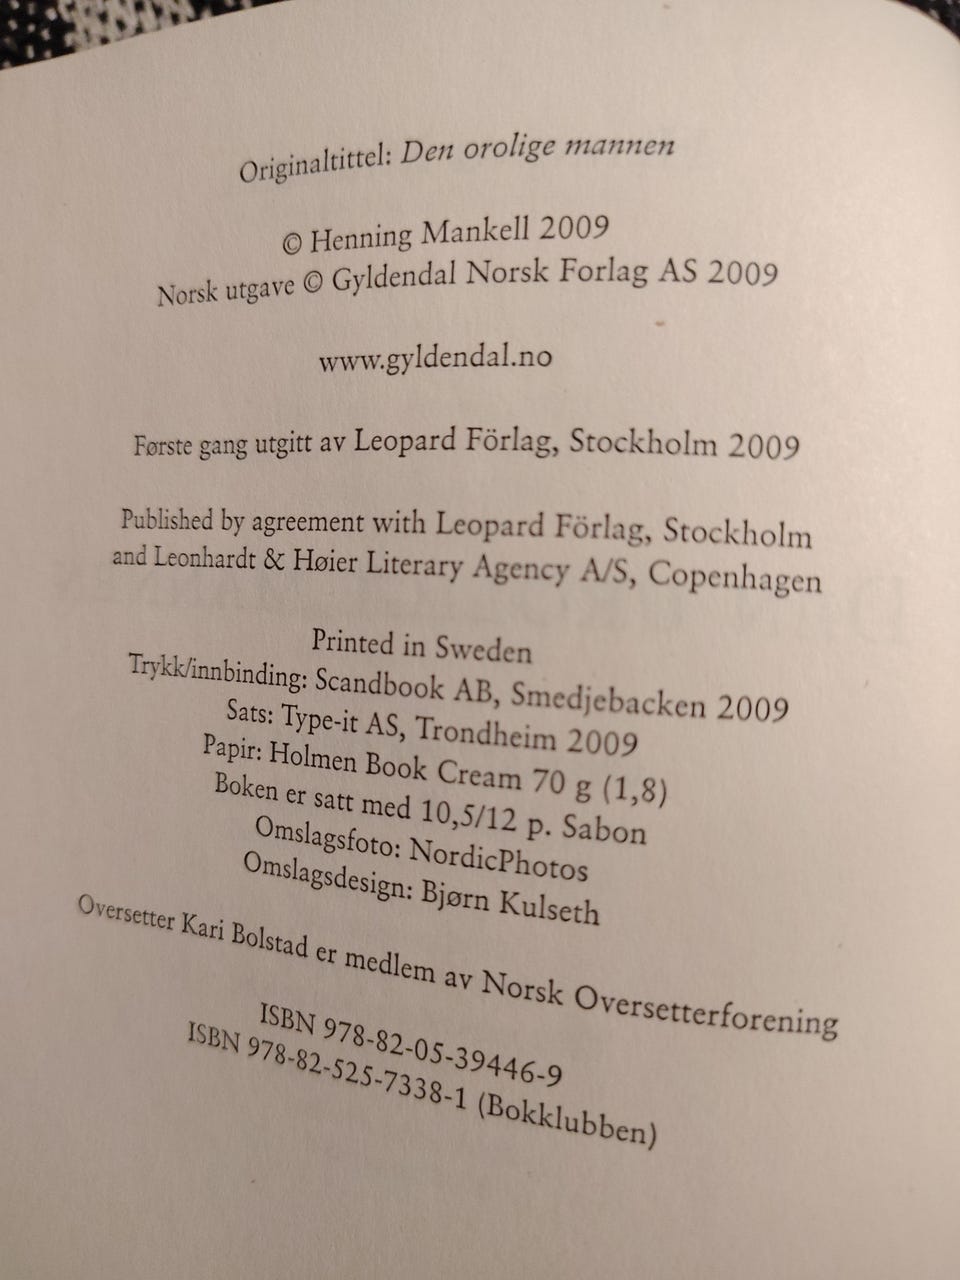 Originaltittel: Den orolige mannen
© Henning Mankell 2009
Norsk utgave © Gyldendal Norsk Forlag AS 2009
www.gyldendal.no
Første gang utgitt av Leopard Förlag, Stockholm 2009
Published by agreement with Leopard Förlag, Stockholm
and Leonhardt & Høier Literary Agency A/S, Copenhagen
Printed in Sweden
Trykk/innbinding: Scandbook AB, Smedjebacken 2009
Sats: Type-it AS, Trondheim 2009
Papir: Holmen Book Cream 70 g (1,8)
Boken er satt med 10,5/12 p. Sabon
Omslagsfoto: NordicPhotos
Omslagsdesign: Bjørn Kulseth
Oversetter Kari Bolstad er medlem av Norsk Oversetterforening
ISBN 978-82-05-39446-9
ISBN 978-82-525-7338-1 (Bokklubben)